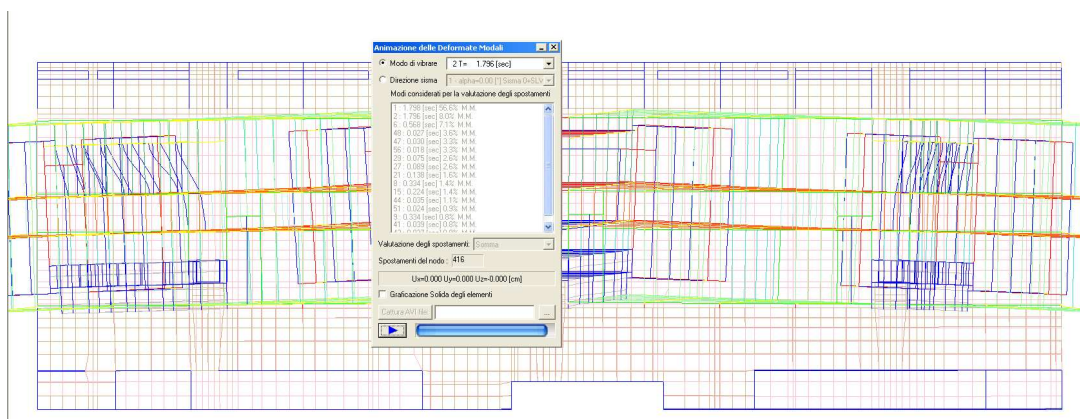 Animazione delle Deformate Modali
Modo di vibrare 2 T= 1.796 [sec]
Direzione sisma 1 - alpha=0.00 [°] Sisma 0+SLV
Modi considerati per la valutazione degli spostamenti
1 : 1.798 [sec] 56.6% M.M.
2 : 1.796 [sec] 8.0% M.M.
6 : 0.568 [sec] 7.1% M.M.
48 : 0.027 [sec] 3.6% M.M.
47 : 0.030 [sec] 3.3% M.M.
56 : 0.018 [sec] 3.3% M.M.
29 : 0.075 [sec] 2.6% M.M.
27 : 0.089 [sec] 2.6% M.M.
21 : 0.138 [sec] 1.6% M.M.
8 : 0.334 [sec] 1.4% M.M.
15 : 0.224 [sec] 1.4% M.M.
44 : 0.035 [sec] 1.1% M.M.
51 : 0.024 [sec] 0.9% M.M.
9 : 0.334 [sec] 0.8% M.M.
41 : 0.039 [sec] 0.8% M.M.
Valutazione degli spostamenti: Somma
Spostamenti del nodo : 416
Ux=0.000 Uy=0.000 Uz=-0.000 [cm]
Graficazione Solida degli elementi
Cattura AVI file: ...